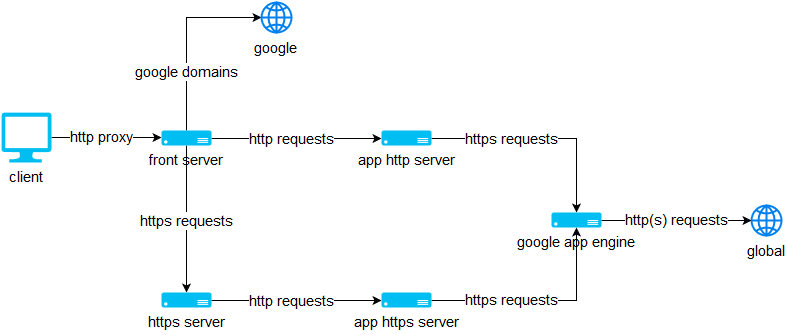 google
google domains
http proxy
http requests
https requests
client
front server
app http server
https requests
http(s) requests
google app engine
global
http requests
https requests
https server
app https server